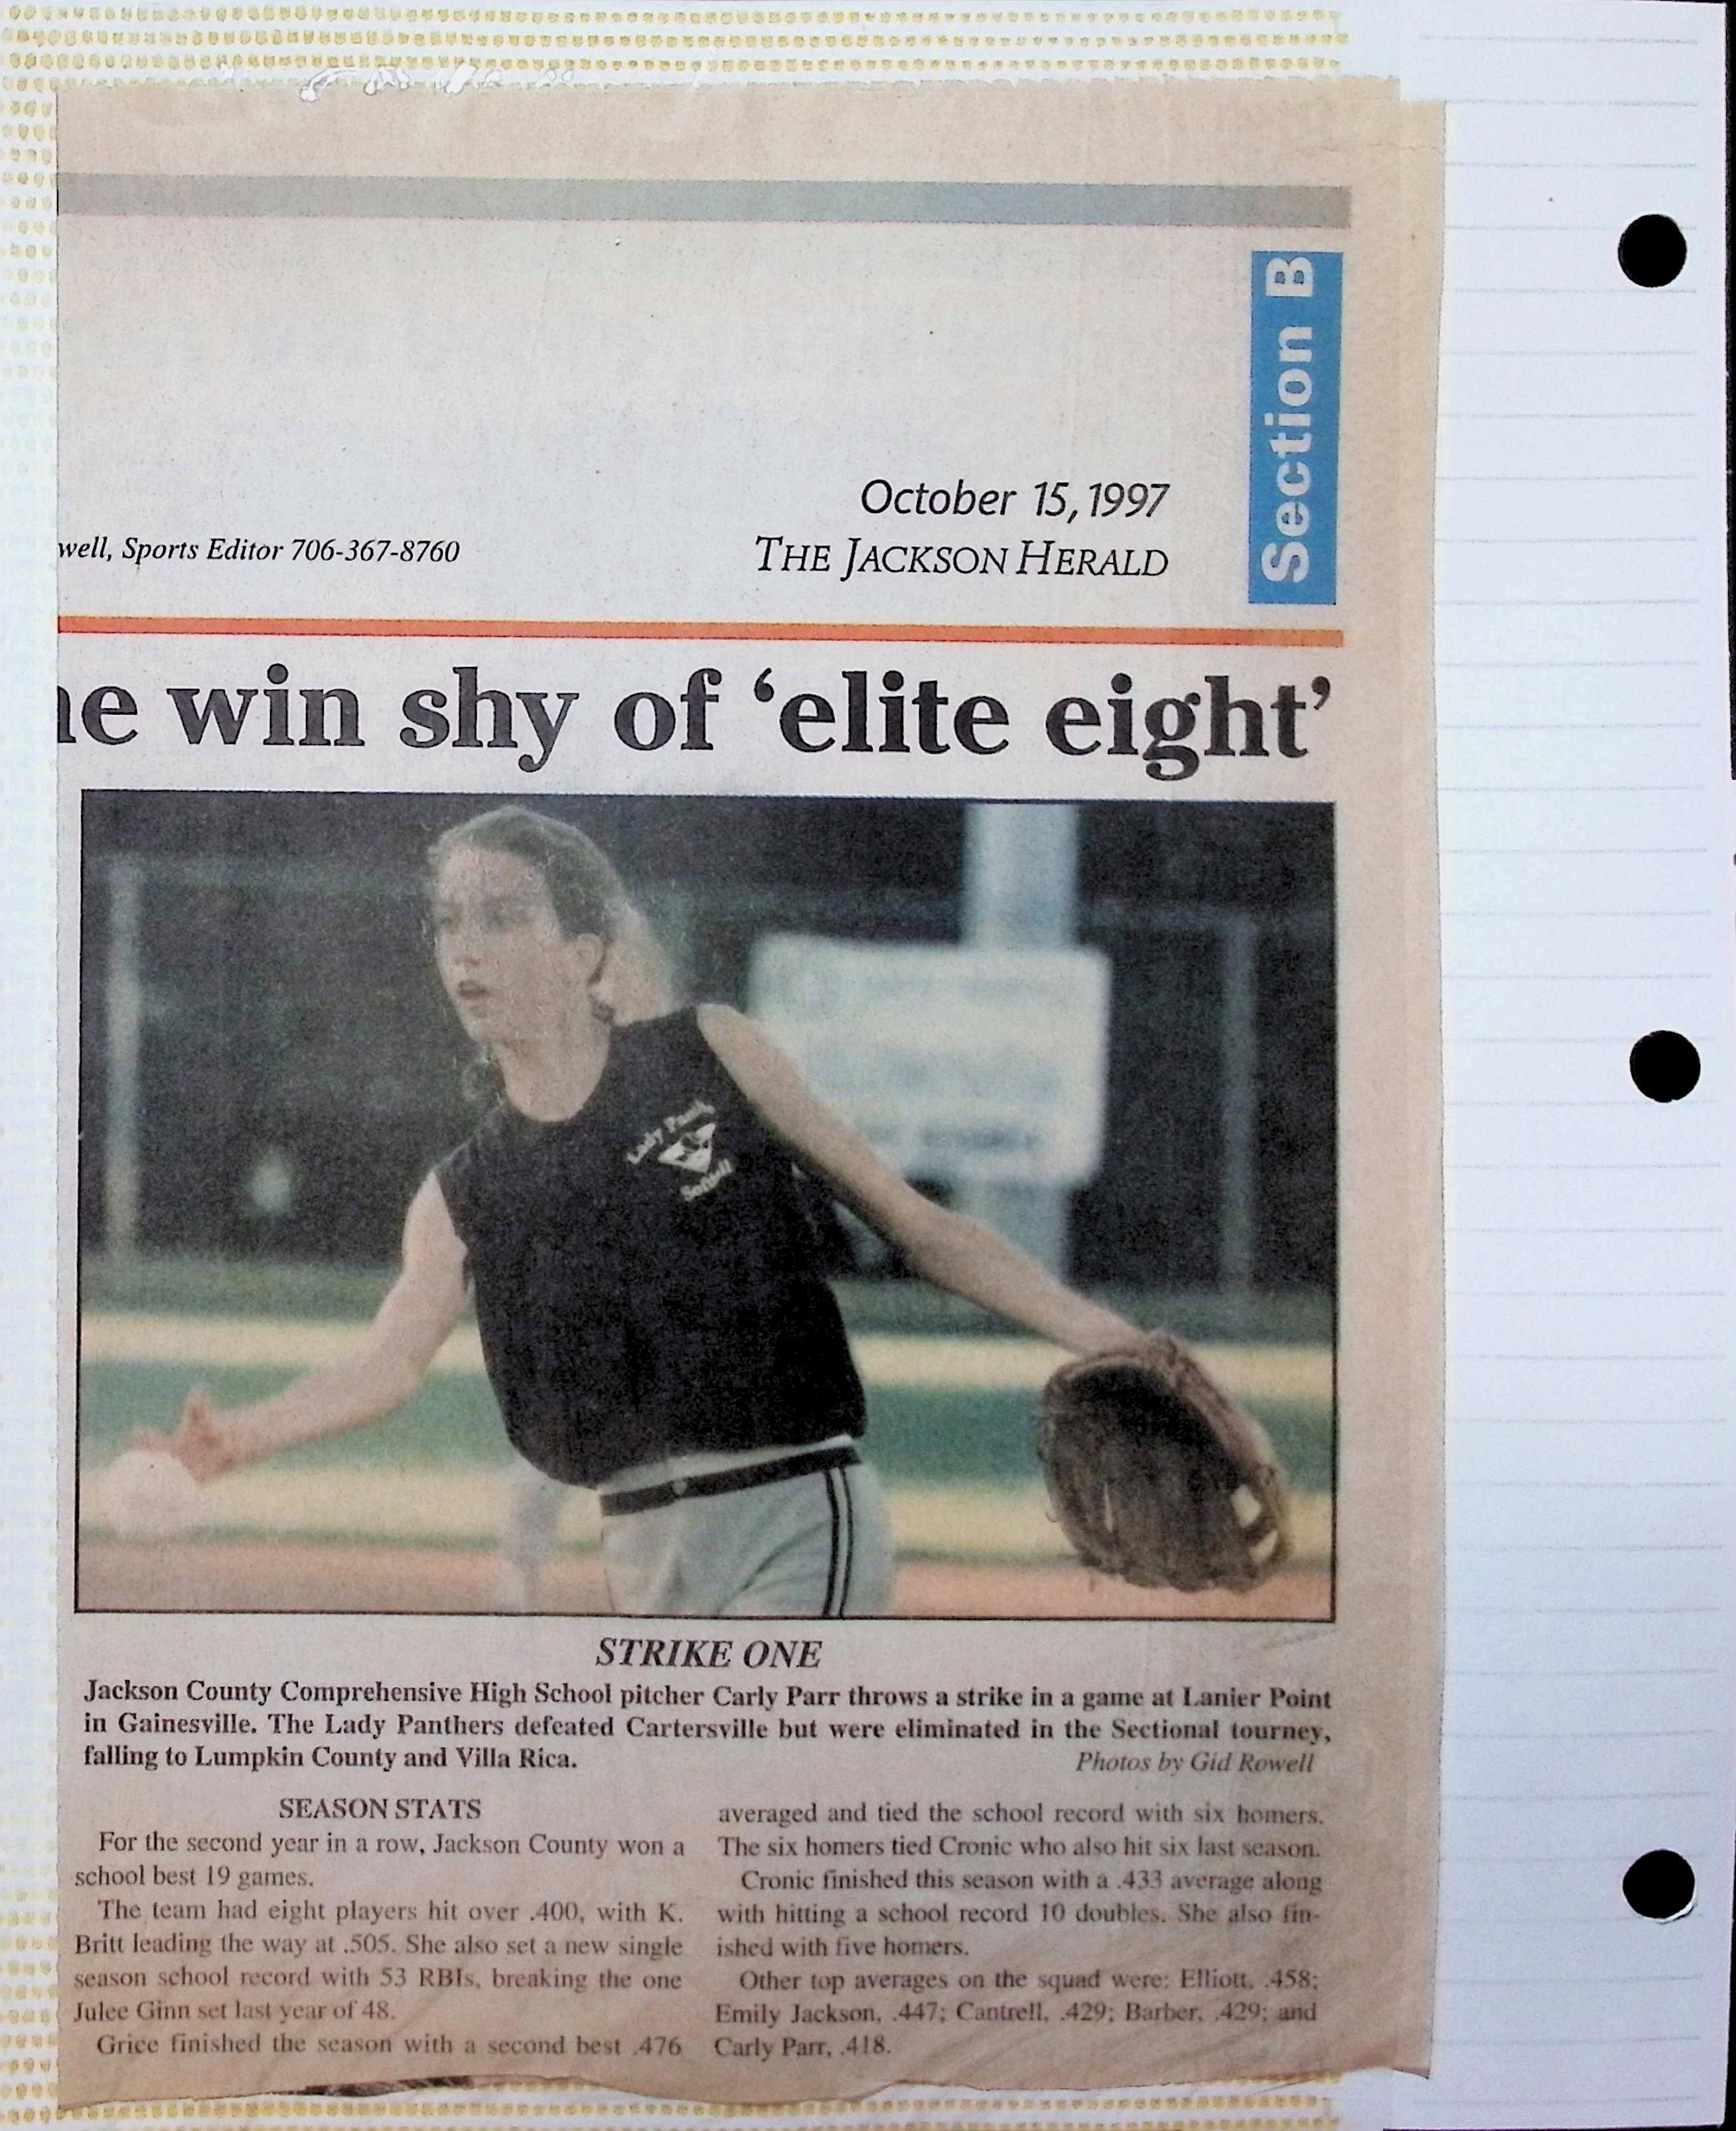 Section B
October 15, 1997
well, Sports Editor 706-367-8760
THE JACKSON HERALD
e win shy of ‘elite eight’
Lady
STRIKE ONE
Jackson County Comprehensive High School pitcher Carly Parr throws a strike in a game at Lanier Point
in Gainesville. The Lady Panthers defeated Cartersville but were eliminated in the Sectional tourney,
falling to Lumpkin County and Villa Rica.
Photos by Gid Rowell
SEASON STATS
For the second year in a row, Jackson County won a
school best 19 games.
The team had eight players hit over .400, with K.
Britt leading the way at .505. She also set a new single
season school record with 53 RBIs, breaking the one
Julee Ginn set last year of 48.
Grice finished the season with a second best .476
averaged and tied the school record with six homers.
The six homers tied Cronic who also hit six last season.
Cronic finished this season with a .433 average along
with hitting a school record 10 doubles. She also fin-
ished with five homers.
Other top averages on the squad were: Elliott, .458;
Emily Jackson, .447; Cantrell, .429; Barber, .429; and
Carly Parr, .418.